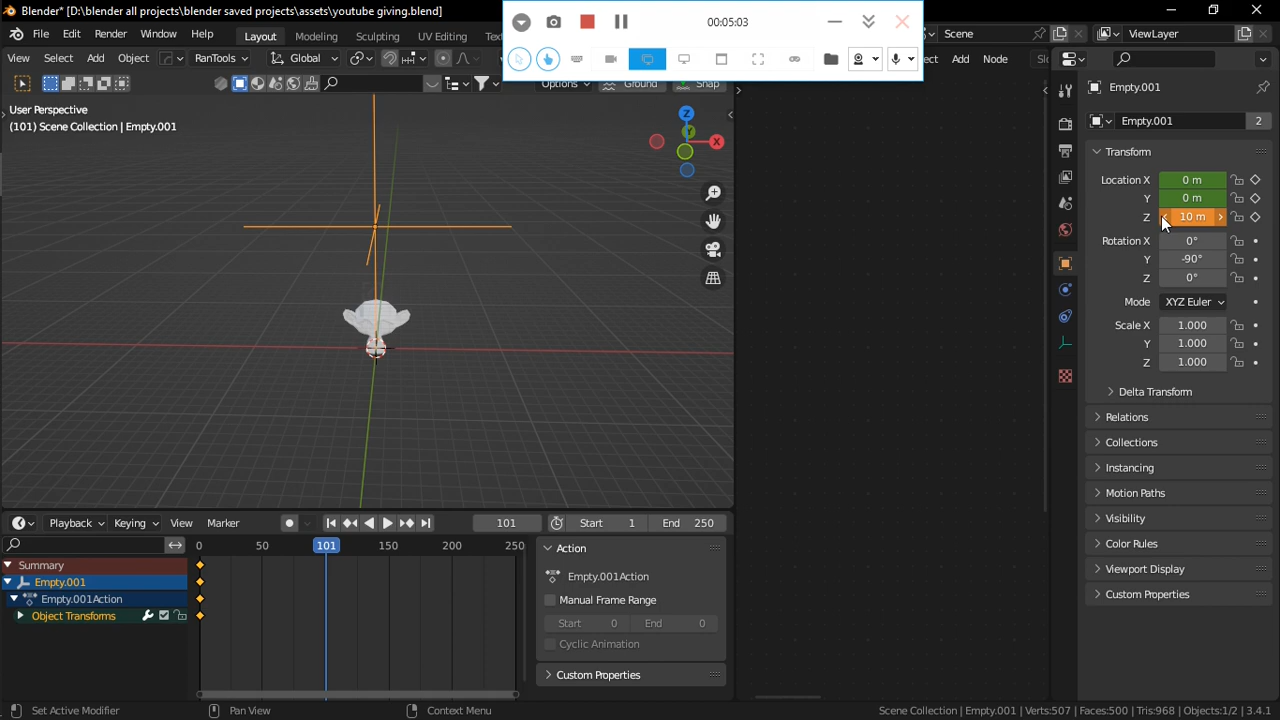 Blender* [D:\blender all projects\blender saved projects\assets\youtube giving.blend]
00:05:03
Edit Render Help
Layout Modeling Sculpting UV Editing
Scene ViewLayer
Object Global Ranpols
Add Node
Options Ground Snap
User Perspective
(101) Scene Collection | Empty.001
Z
Y
X
Empty.001
Empty.001 2
Transform
Location X 0 m
Y 0 m
Z 10 m
Rotation X 0°
Y -90°
Z 0°
Mode XYZ Euler
Scale X 1.000
Y 1.000
Z 1.000
Delta Transform
Relations
Collections
Instancing
Motion Paths
Visibility
Color Rules
Viewport Display
Custom Properties
Playback Keying View Marker 101 Start 1 End 250
0 50 101 150 200 250
Summary
Empty.001
Empty.001Action
Object Transforms
Action
Empty.001Action
Manual Frame Range
Start 0 End 0
Cyclic Animation
Custom Properties
Set Active Modifier Pan View Context Menu
Scene Collection | Empty.001 | Verts:507 | Faces:500 | Tris:968 | Objects:1/2 | 3.4.1